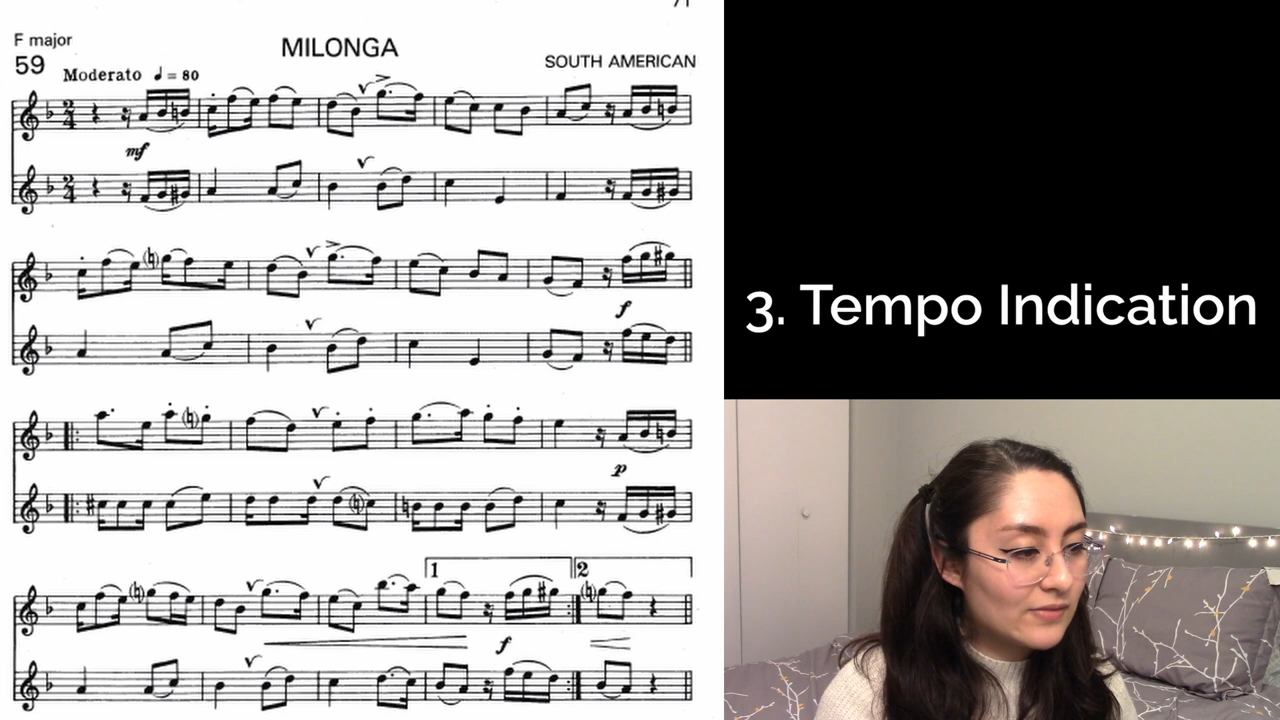 F major
MILONGA
59
SOUTH AMERICAN
Moderato ♩ = 80
mf
f
p
1
2
f
3. Tempo Indication